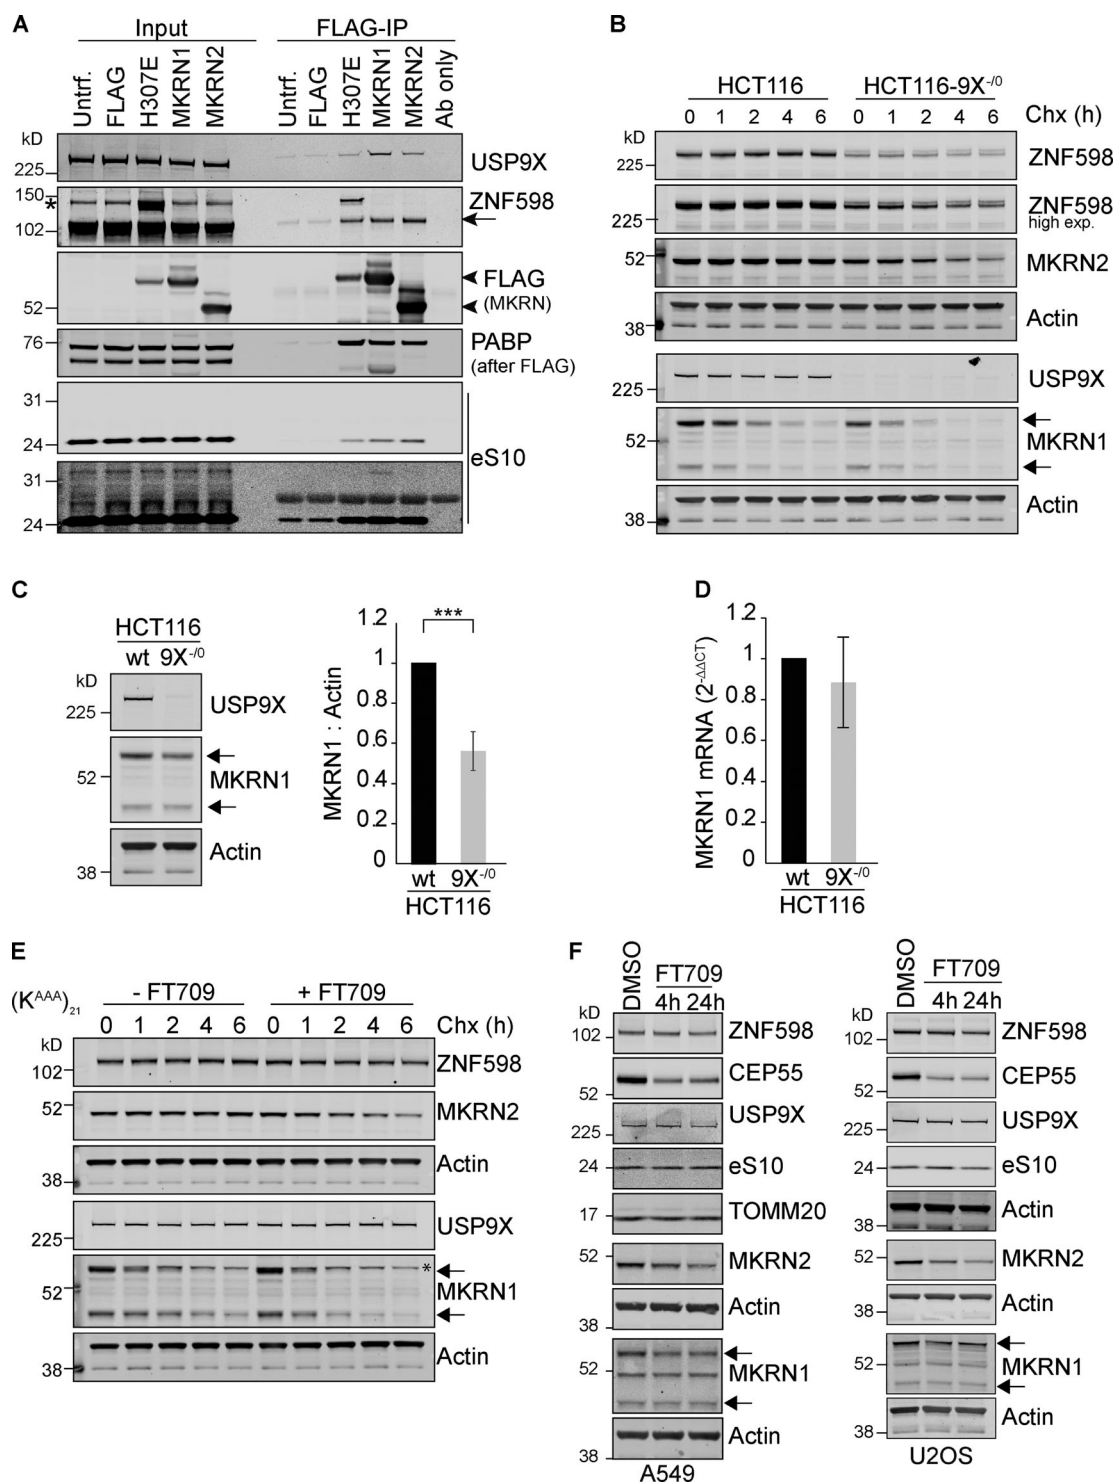 A
Input
FLAG-IP
Untrf.
FLAG
H307E
MKRN1
MKRN2
Untrf.
FLAG
H307E
MKRN1
MKRN2
Ab only
kD
225
USP9X
150
*
102
ZNF598
52
FLAG
(MKRN)
76
PABP
(after FLAG)
31
24
eS10
31
24
B
HCT116
HCT116-9X-/0
0 1 2 4 6 0 1 2 4 6 Chx (h)
kD
225
ZNF598
225
ZNF598
high exp.
52
MKRN2
38
Actin
225
USP9X
52
MKRN1
38
Actin
C
HCT116
wt 9X-/0
kD
225
USP9X
52
MKRN1
38
Actin
MKRN1 : Actin
1.2
1
0.8
0.6
0.4
0.2
0
***
wt 9X-/0
HCT116
D
MKRN1 mRNA (2-ΔΔCT)
1.2
1
0.8
0.6
0.4
0.2
0
wt 9X-/0
HCT116
E
(KAAA)21
- FT709
+ FT709
0 1 2 4 6 0 1 2 4 6 Chx (h)
kD
102
ZNF598
52
MKRN2
38
Actin
225
USP9X
52
*
MKRN1
38
Actin
F
DMSO
FT709
4h 24h
kD
102
ZNF598
52
CEP55
225
USP9X
24
eS10
17
TOMM20
52
MKRN2
38
Actin
52
MKRN1
38
Actin
A549
DMSO
FT709
4h 24h
kD
102
ZNF598
52
CEP55
225
USP9X
24
eS10
38
Actin
52
MKRN2
38
Actin
52
MKRN1
38
Actin
U2OS